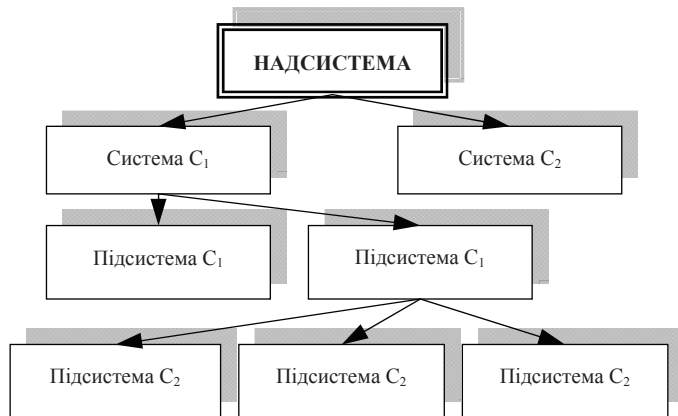 НАДСИСТЕМА
Система С₁
Система С₂
Підсистема С₁
Підсистема С₁
Підсистема С₂
Підсистема С₂
Підсистема С₂